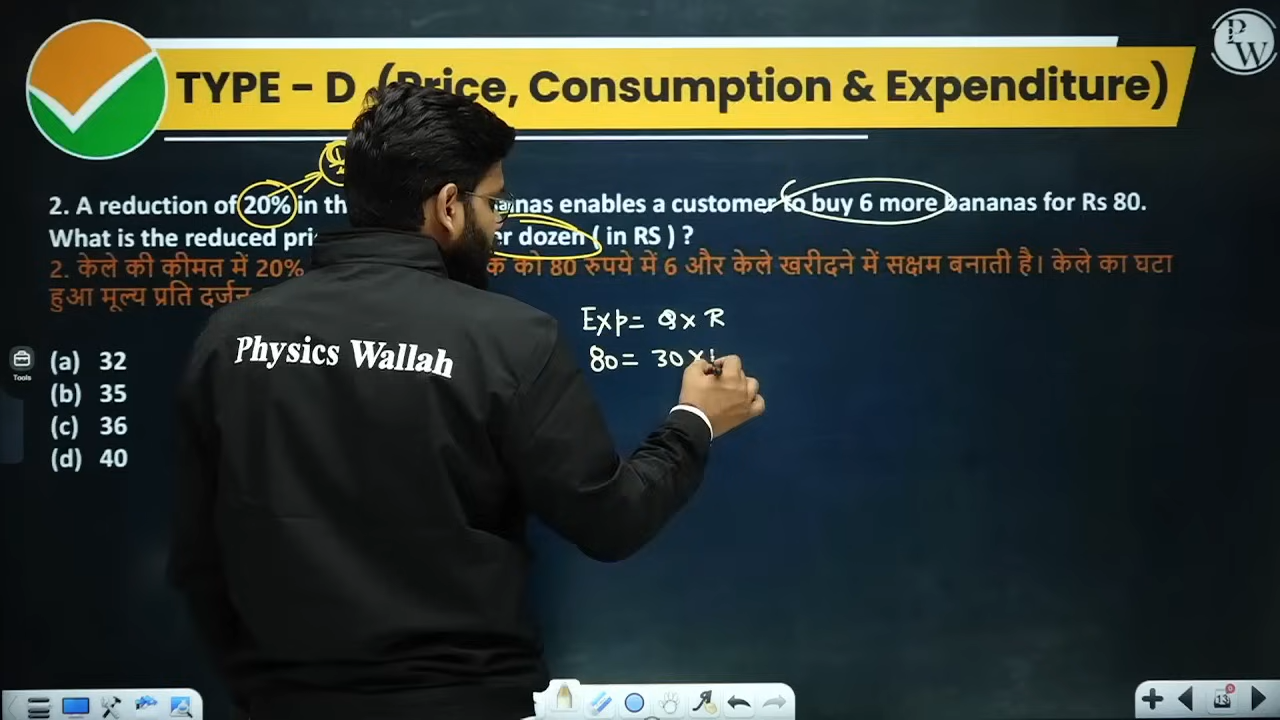 PW
TYPE - D (Price, Consumption & Expenditure)
2. A reduction of 20% in th bananas enables a customer to buy 6 more bananas for Rs 80.
What is the reduced pri er dozen ( in RS ) ?
2. केले की कीमत में 20% क को 80 रुपये में 6 और केले खरीदने में सक्षम बनाती है। केले का घटा
हुआ मूल्य प्रति दर्जन
Exp = Q × R
80 = 30 ×
Physics Wallah
(a) 32
(b) 35
(c) 36
(d) 40
Tools
13